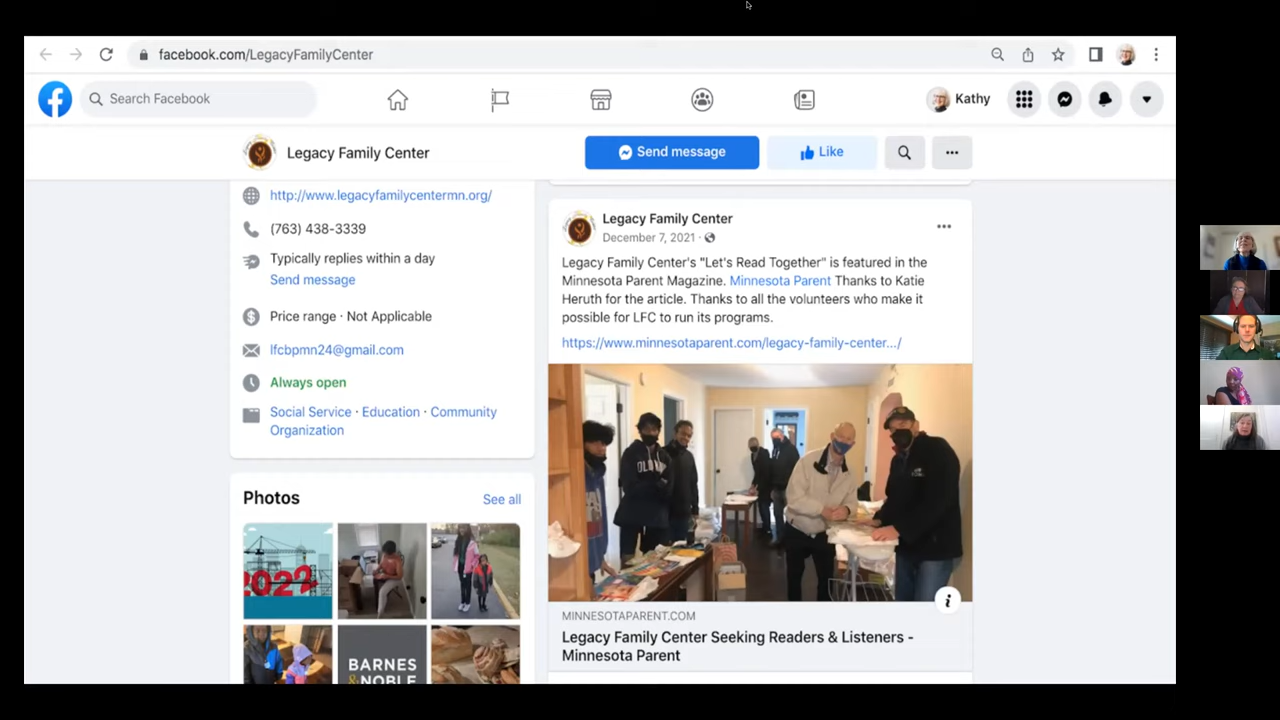 facebook.com/LegacyFamilyCenter
Search Facebook
Kathy
Legacy Family Center
Send message
Like
http://www.legacyfamilycentermn.org/
(763) 438-3339
Typically replies within a day
Send message
Price range · Not Applicable
lfcbpmn24@gmail.com
Always open
Social Service · Education · Community
Organization
Photos
See all
2022
BARNES
& NOBLE
Legacy Family Center
December 7, 2021 ·
Legacy Family Center's "Let's Read Together" is featured in the
Minnesota Parent Magazine. Minnesota Parent Thanks to Katie
Heruth for the article. Thanks to all the volunteers who make it
possible for LFC to run its programs.
https://www.minnesotaparent.com/legacy-family-center.../
MINNESOTAPARENT.COM
Legacy Family Center Seeking Readers & Listeners -
Minnesota Parent